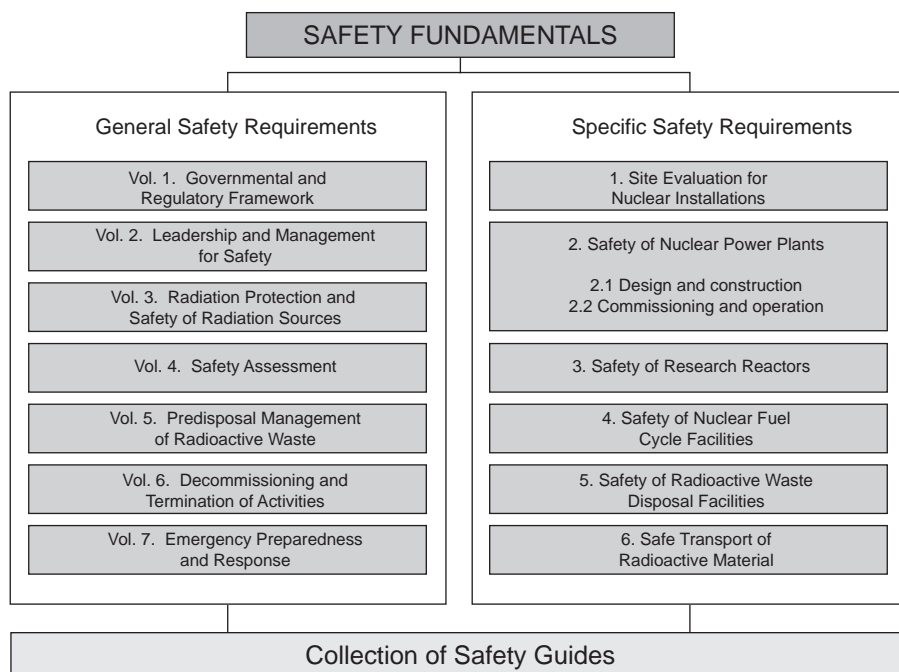 SAFETY FUNDAMENTALS
General Safety Requirements
Vol. 1. Governmental and
Regulatory Framework
Vol. 2. Leadership and Management
for Safety
Vol. 3. Radiation Protection and
Safety of Radiation Sources
Vol. 4. Safety Assessment
Vol. 5. Predisposal Management
of Radioactive Waste
Vol. 6. Decommissioning and
Termination of Activities
Vol. 7. Emergency Preparedness
and Response
Specific Safety Requirements
1. Site Evaluation for
Nuclear Installations
2. Safety of Nuclear Power Plants
2.1 Design and construction
2.2 Commissioning and operation
3. Safety of Research Reactors
4. Safety of Nuclear Fuel
Cycle Facilities
5. Safety of Radioactive Waste
Disposal Facilities
6. Safe Transport of
Radioactive Material
Collection of Safety Guides